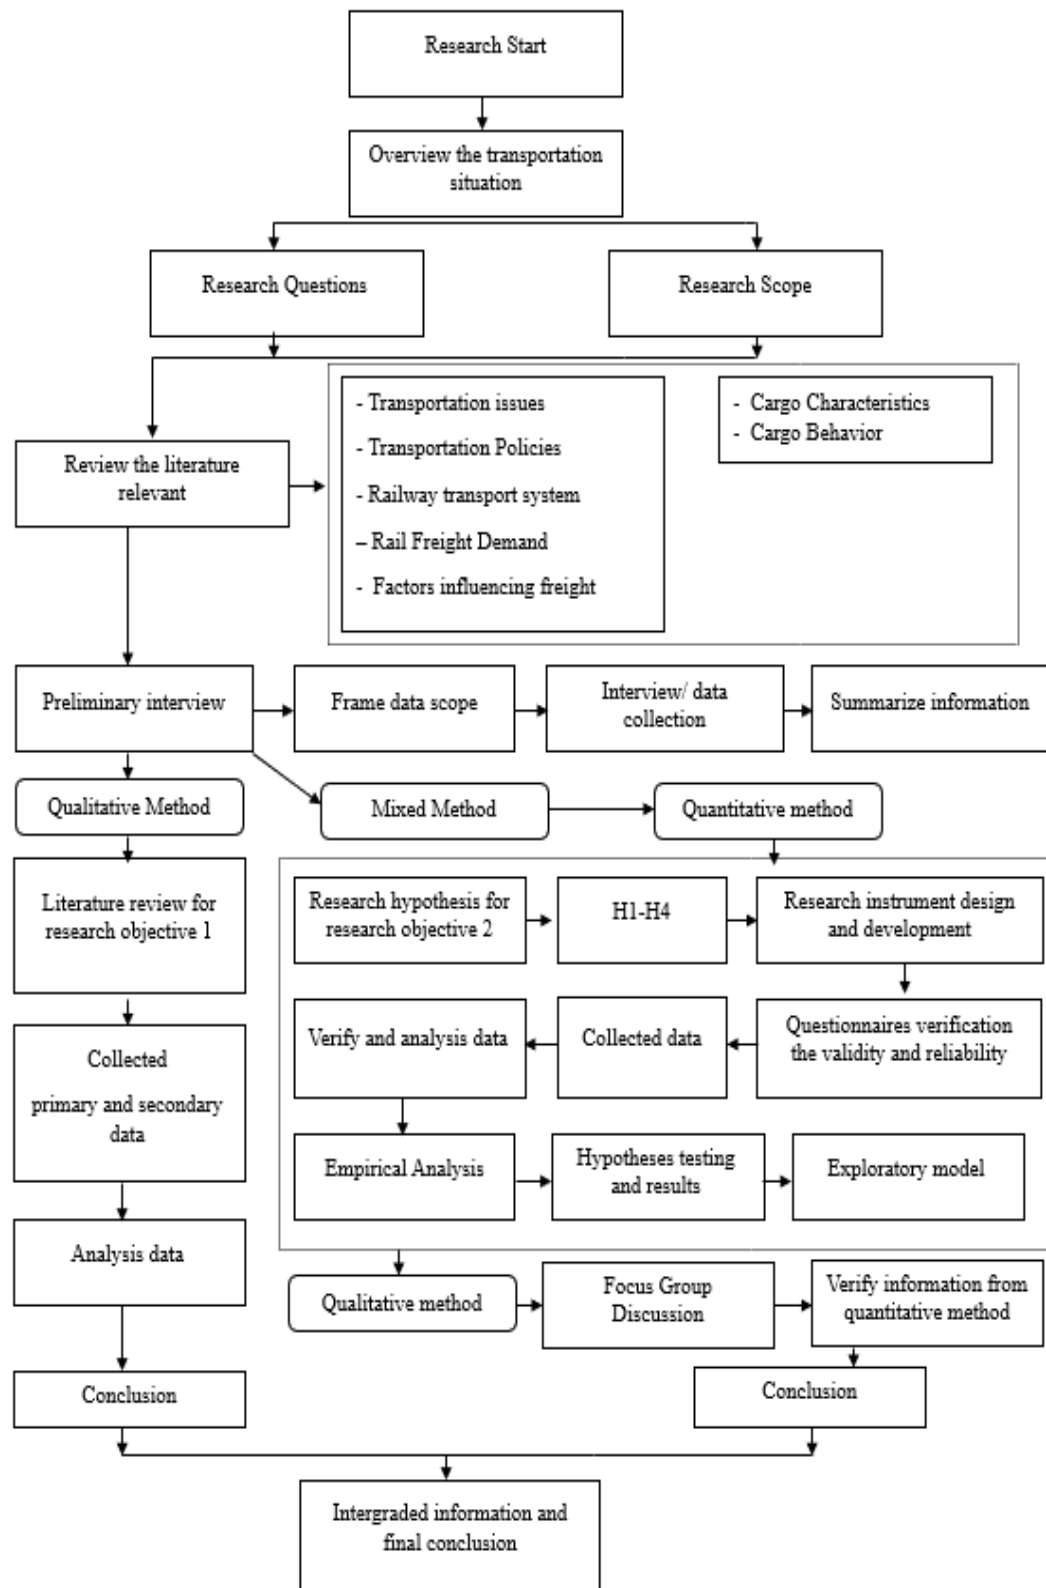 Research Start
Overview the transportation
situation
Research Questions
Research Scope
- Transportation issues
- Transportation Policies
- Railway transport system
– Rail Freight Demand
- Factors influencing freight
- Cargo Characteristics
- Cargo Behavior
Review the literature
relevant
Preliminary interview
Frame data scope
Interview/ data
collection
Summarize information
Qualitative Method
Mixed Method
Quantitative method
Literature review for
research objective 1
Research hypothesis for
research objective 2
H1-H4
Research instrument design
and development
Collected
primary and secondary
data
Verify and analysis data
Collected data
Questionnaires verification
the validity and reliability
Empirical Analysis
Hypotheses testing
and results
Exploratory model
Analysis data
Qualitative method
Focus Group
Discussion
Verify information from
quantitative method
Conclusion
Conclusion
Intergraded information and
final conclusion